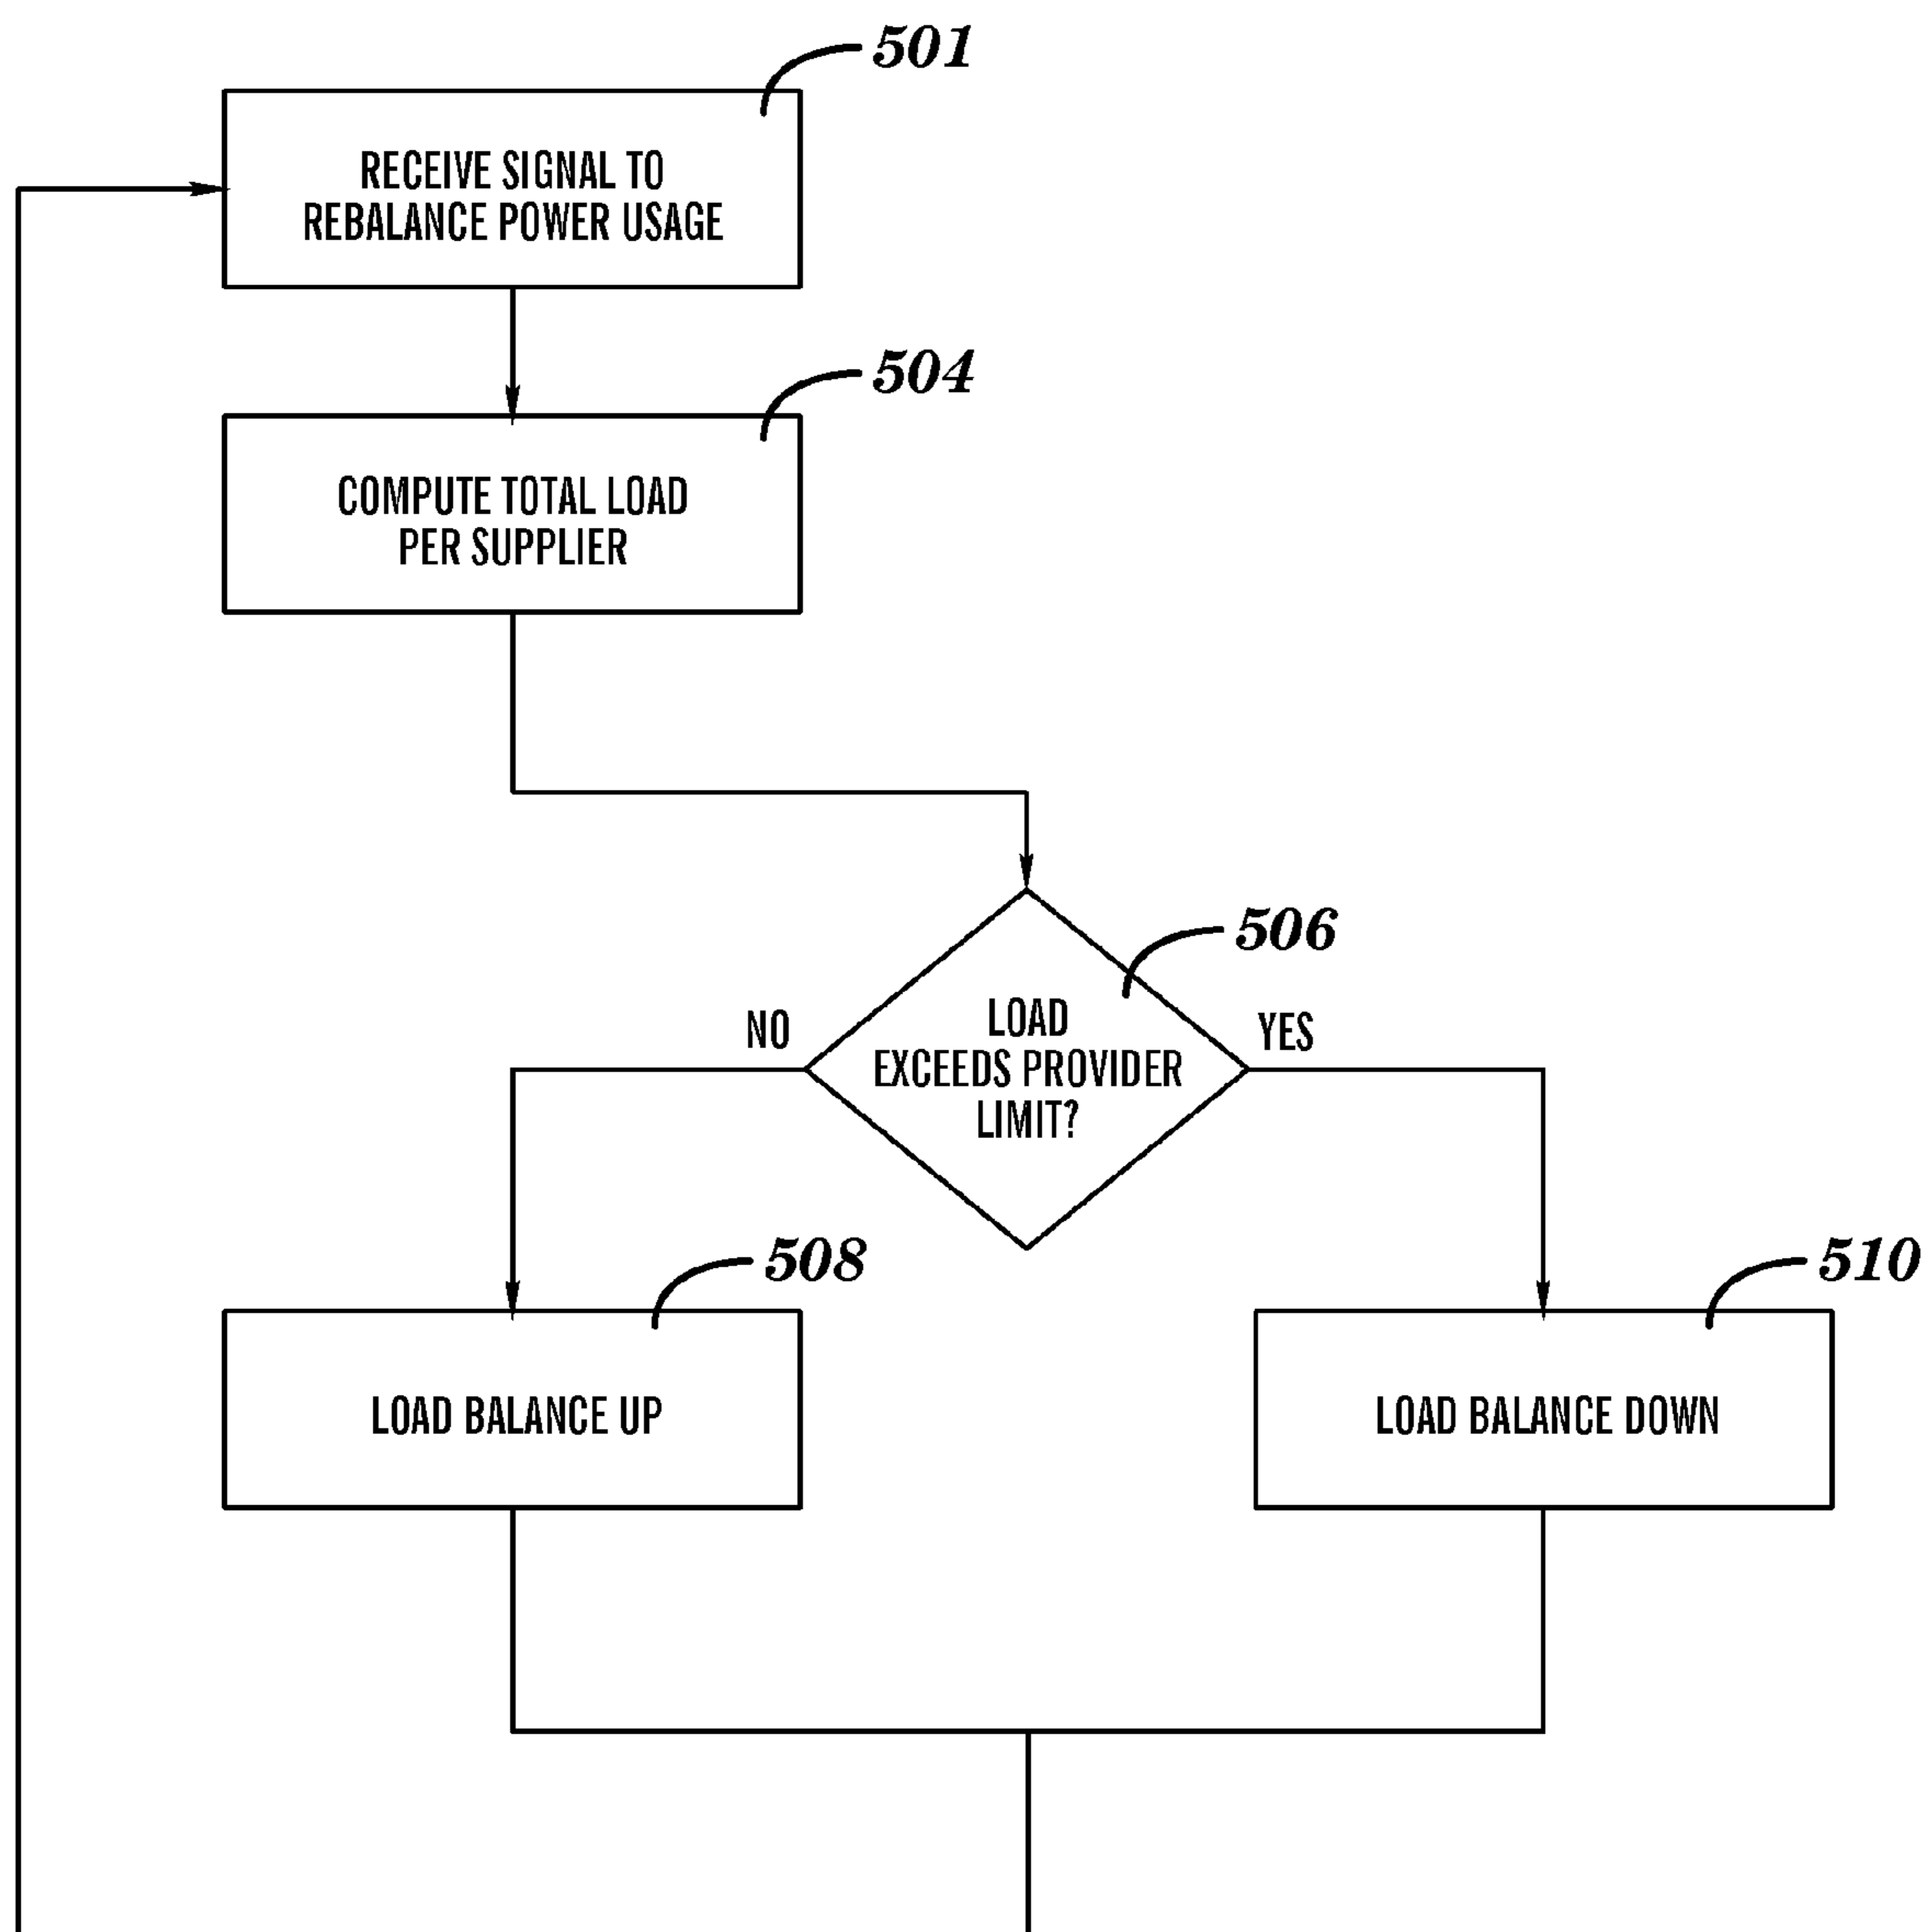 501
RECEIVE SIGNAL TO
REBALANCE POWER USAGE
504
COMPUTE TOTAL LOAD
PER SUPPLIER
506
LOAD
EXCEEDS PROVIDER
LIMIT?
NO
YES
508
LOAD BALANCE UP
510
LOAD BALANCE DOWN